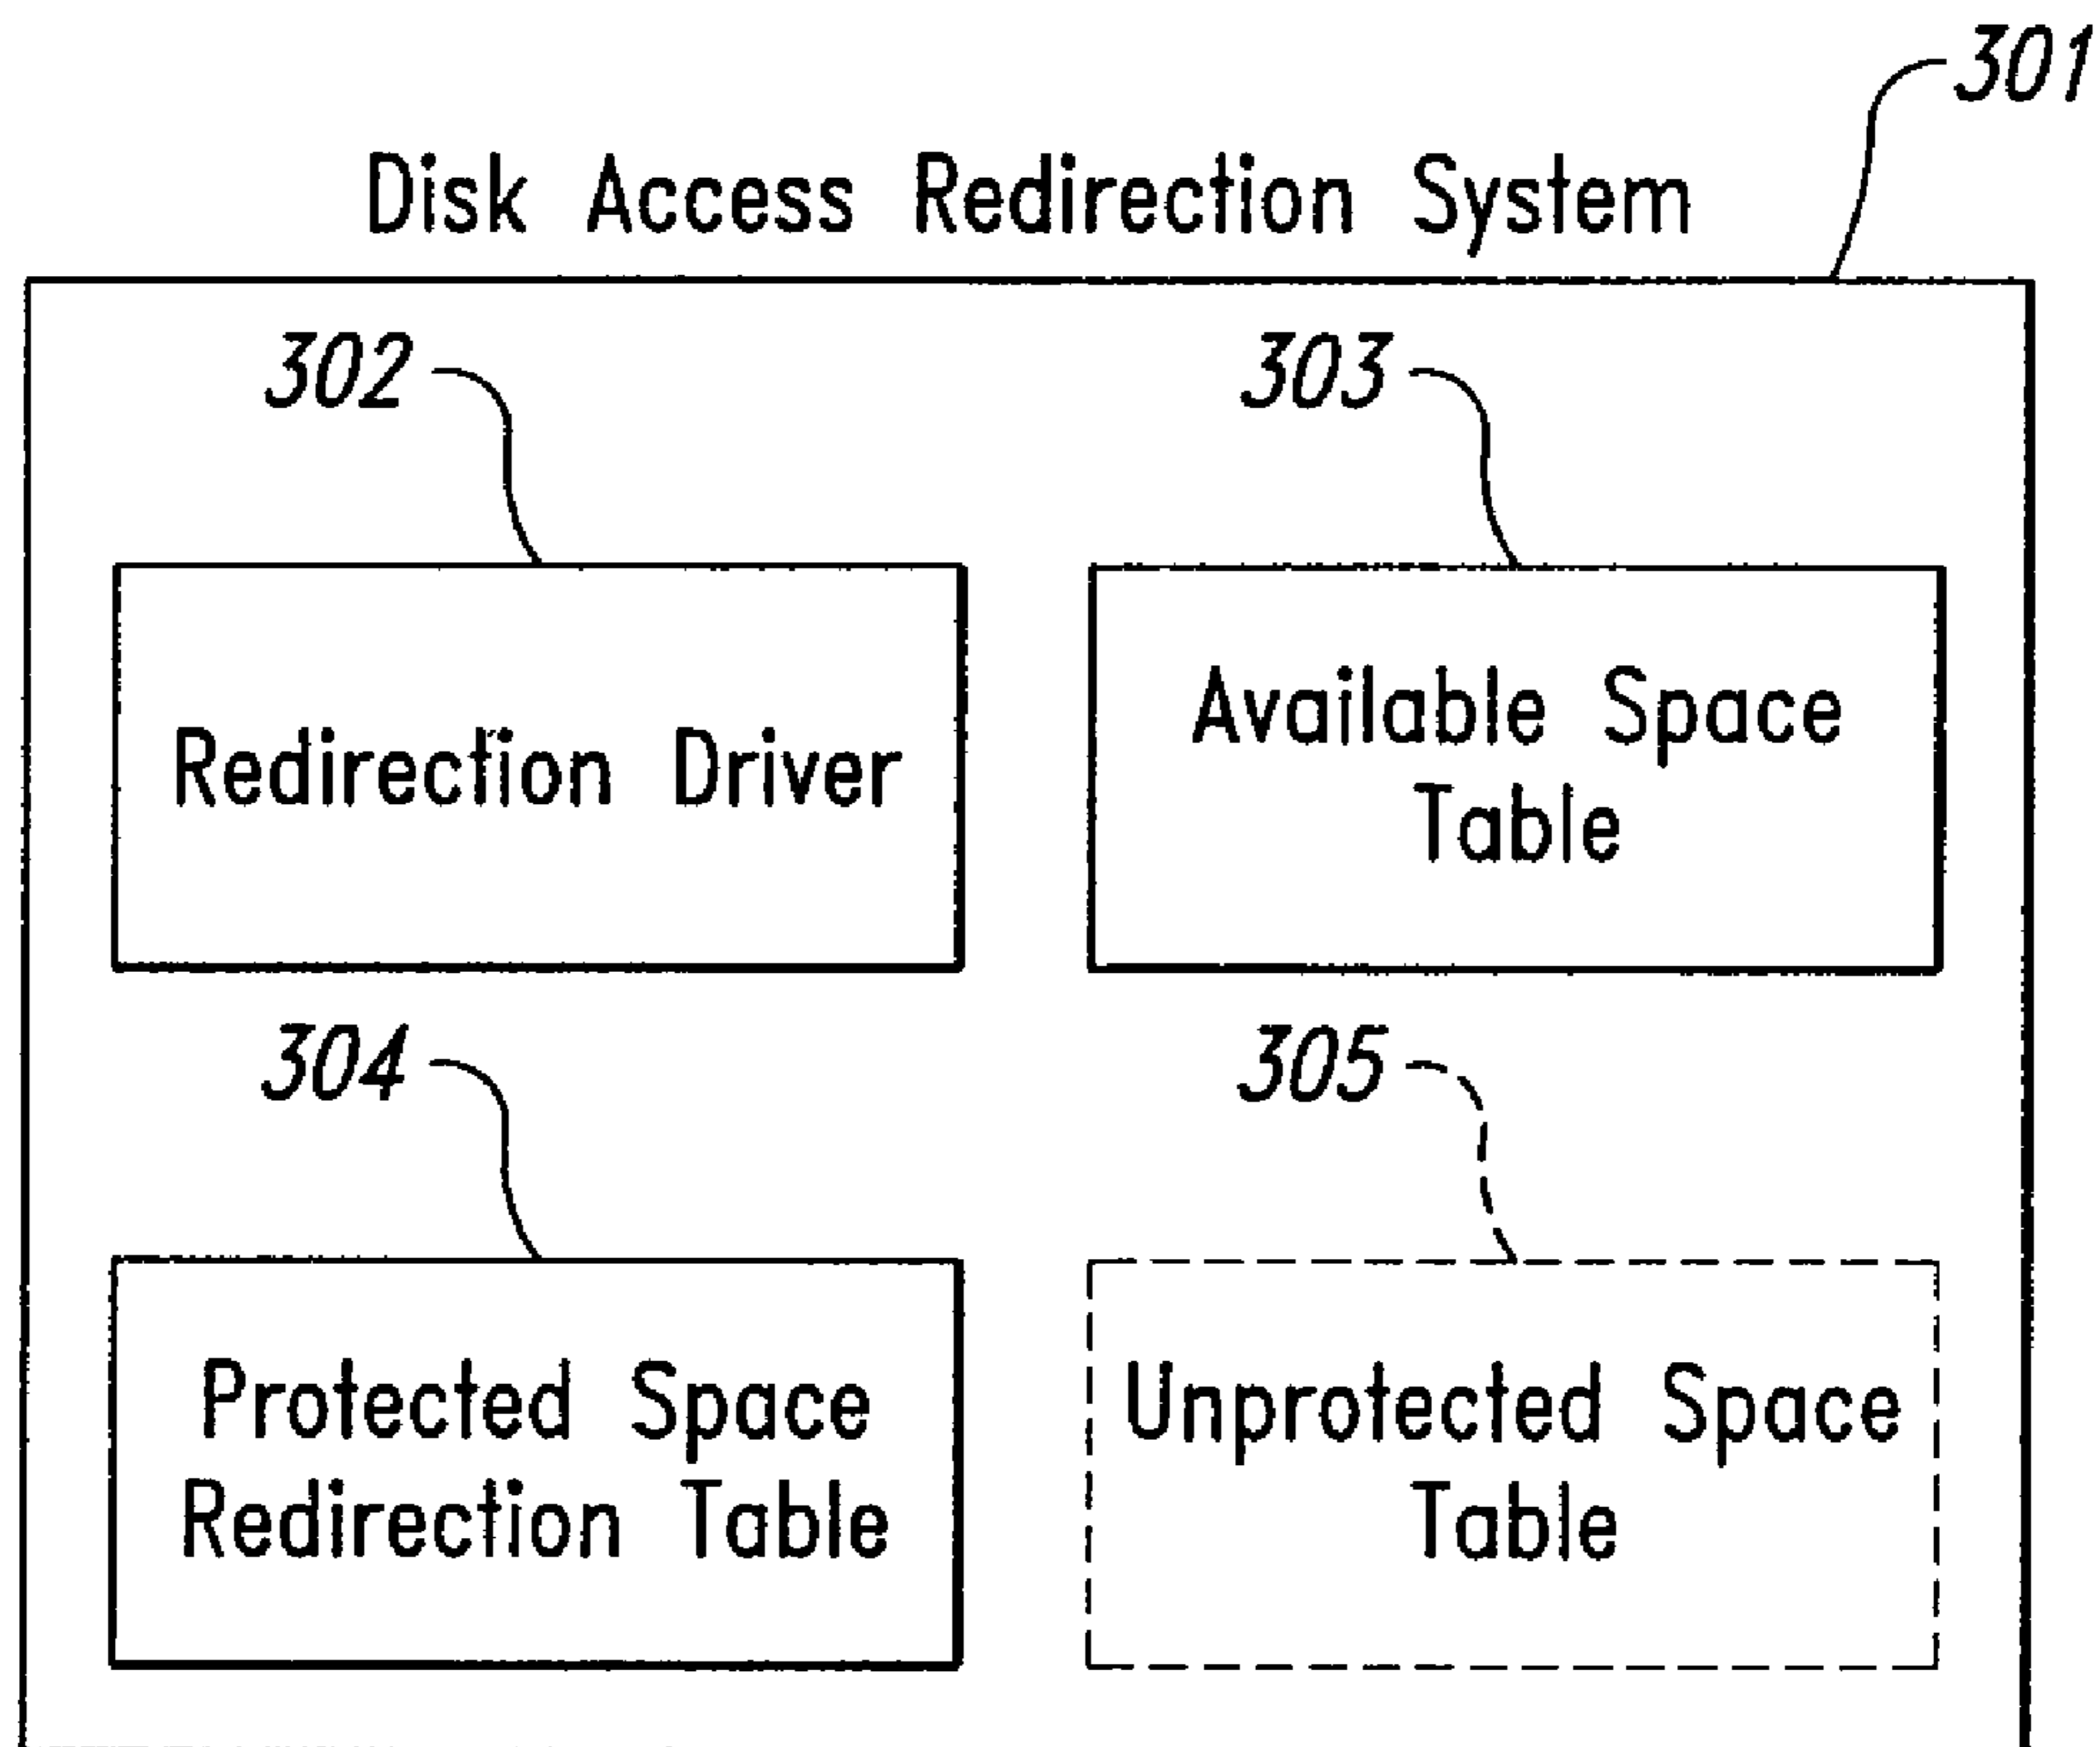 301
Disk Access Redirection System
302
303
Redirection Driver
Available Space
Table
304
305
Protected Space
Redirection Table
Unprotected Space
Table